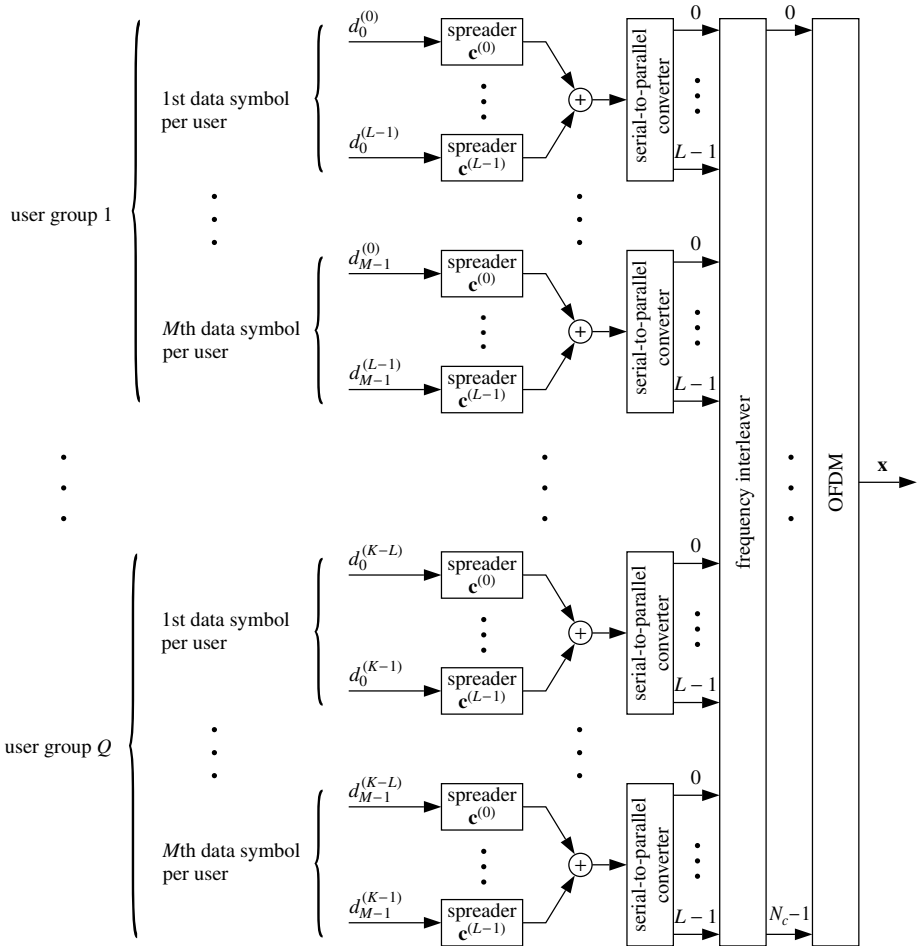 user group 1
1st data symbol
per user
d_0^{(0)}
spreader
c^{(0)}
d_0^{(L−1)}
spreader
c^{(L−1)}
+
serial-to-parallel
converter
0
L − 1
Mth data symbol
per user
d_{M−1}^{(0)}
spreader
c^{(0)}
d_{M−1}^{(L−1)}
spreader
c^{(L−1)}
+
serial-to-parallel
converter
0
L − 1
user group Q
1st data symbol
per user
d_0^{(K−L)}
spreader
c^{(0)}
d_0^{(K−1)}
spreader
c^{(L−1)}
+
serial-to-parallel
converter
0
L − 1
Mth data symbol
per user
d_{M−1}^{(K−L)}
spreader
c^{(0)}
d_{M−1}^{(K−1)}
spreader
c^{(L−1)}
+
serial-to-parallel
converter
0
L − 1
frequency interleaver
0
N_c−1
OFDM
x